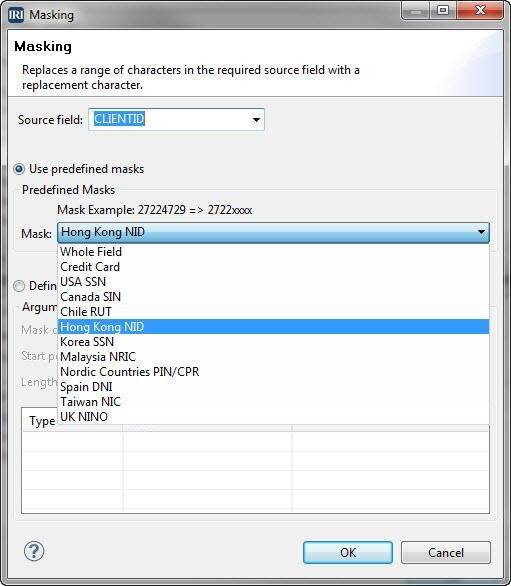 IRI Masking
Masking
Replaces a range of characters in the required source field with a
replacement character.
Source field: CLIENTID
Use predefined masks
Predefined Masks
Mask Example: 27224729 => 2722xxxx
Mask: Hong Kong NID
Whole Field
Credit Card
USA SSN
Canada SIN
Chile RUT
Hong Kong NID
Korea SSN
Malaysia NRIC
Nordic Countries PIN/CPR
Spain DNI
Taiwan NIC
UK NINO
Defin
Argum
Mask c
Start po
Length
Type
?
OK Cancel